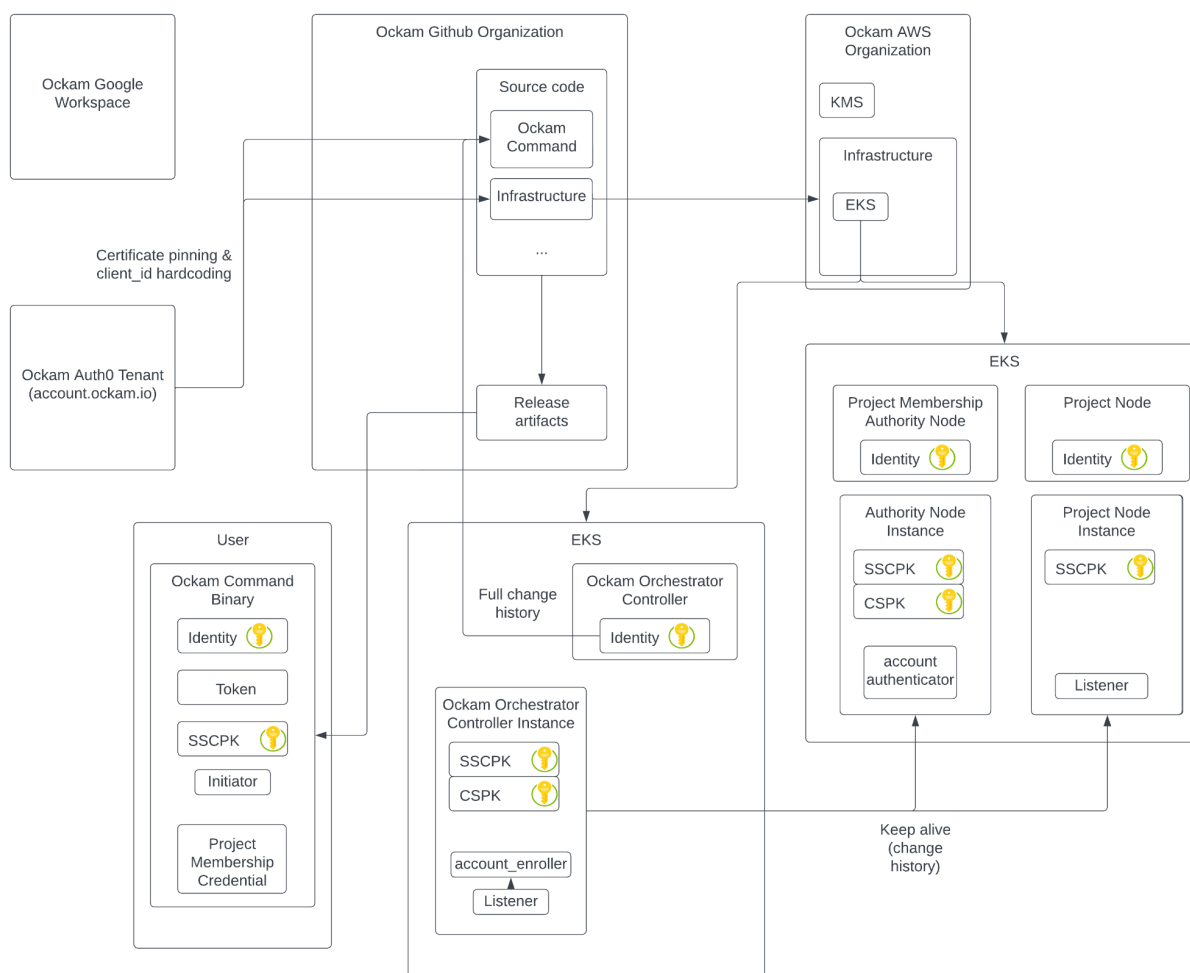 Ockam Google
Workspace
Ockam Github Organization
Source code
Ockam
Command
Infrastructure
...
Release
artifacts
Ockam AWS
Organization
KMS
Infrastructure
EKS
Certificate pinning &
client_id hardcoding
Ockam Auth0 Tenant
(account.ockam.io)
EKS
Project Membership
Authority Node
Identity
Project Node
Identity
Authority Node
Instance
SSCPK
CSPK
account
authenticator
Project Node
Instance
SSCPK
Listener
User
Ockam Command
Binary
Identity
Token
SSCPK
Initiator
Project
Membership
Credential
EKS
Full change
history
Ockam Orchestrator
Controller
Identity
Ockam Orchestrator
Controller Instance
SSCPK
CSPK
account_enroller
Listener
Keep alive
(change
history)